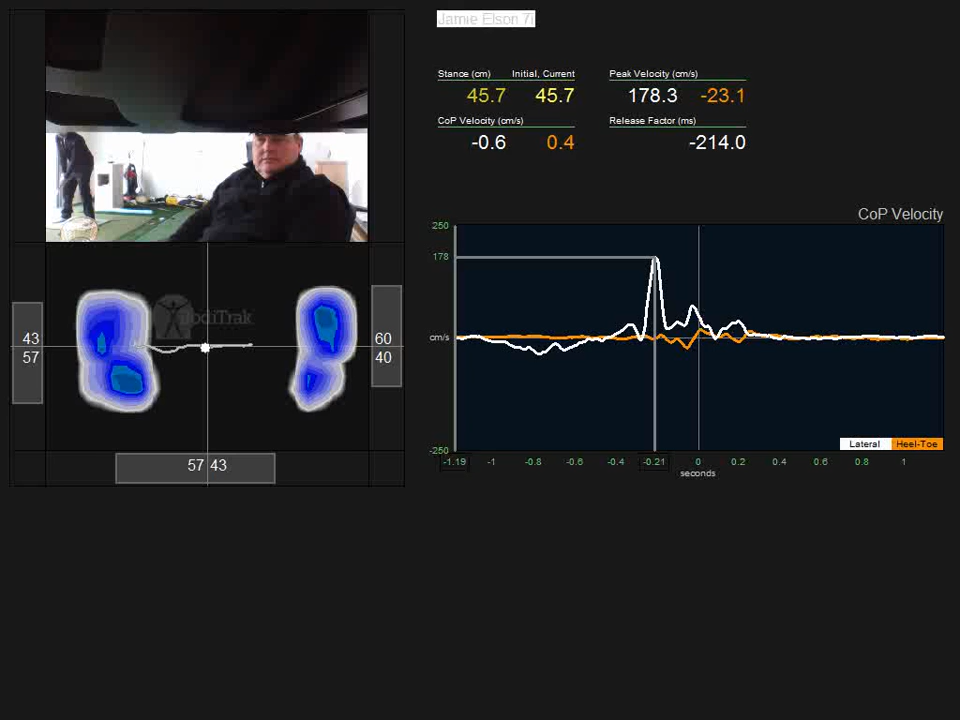 Jamie Elson 7i
Stance (cm) Initial, Current
45.7 45.7
Peak Velocity (cm/s)
178.3 -23.1
CoP Velocity (cm/s)
-0.6 0.4
Release Factor (ms)
-214.0
BodiTrak
43
57
60
40
57 43
CoP Velocity
250
178
cm/s
-250
Lateral Heel-Toe
-1.19 -1 -0.8 -0.6 -0.4 -0.21 0 0.2 0.4 0.6 0.8 1
seconds